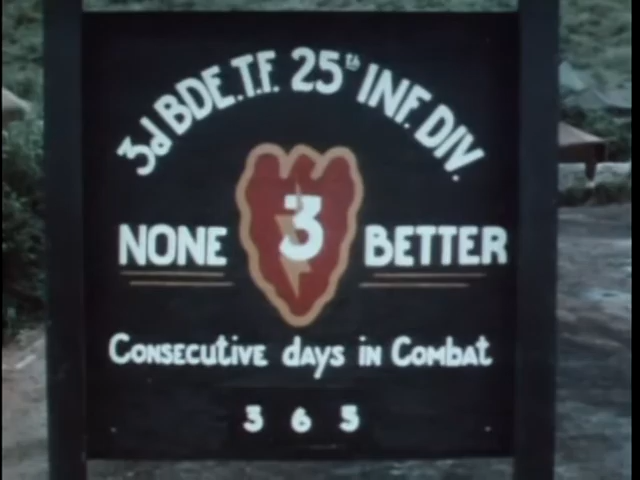 3d BDE.T.F. 25th INF. DIV.
3
NONE BETTER
Consecutive days in Combat
365